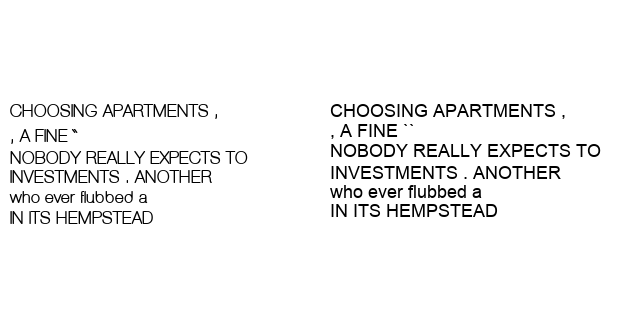 CHOOSING APARTMENTS ,
, A FINE ``
NOBODY REALLY EXPECTS TO
INVESTMENTS . ANOTHER
who ever flubbed a
IN ITS HEMPSTEAD
CHOOSING APARTMENTS ,
, A FINE ``
NOBODY REALLY EXPECTS TO
INVESTMENTS . ANOTHER
who ever flubbed a
IN ITS HEMPSTEAD